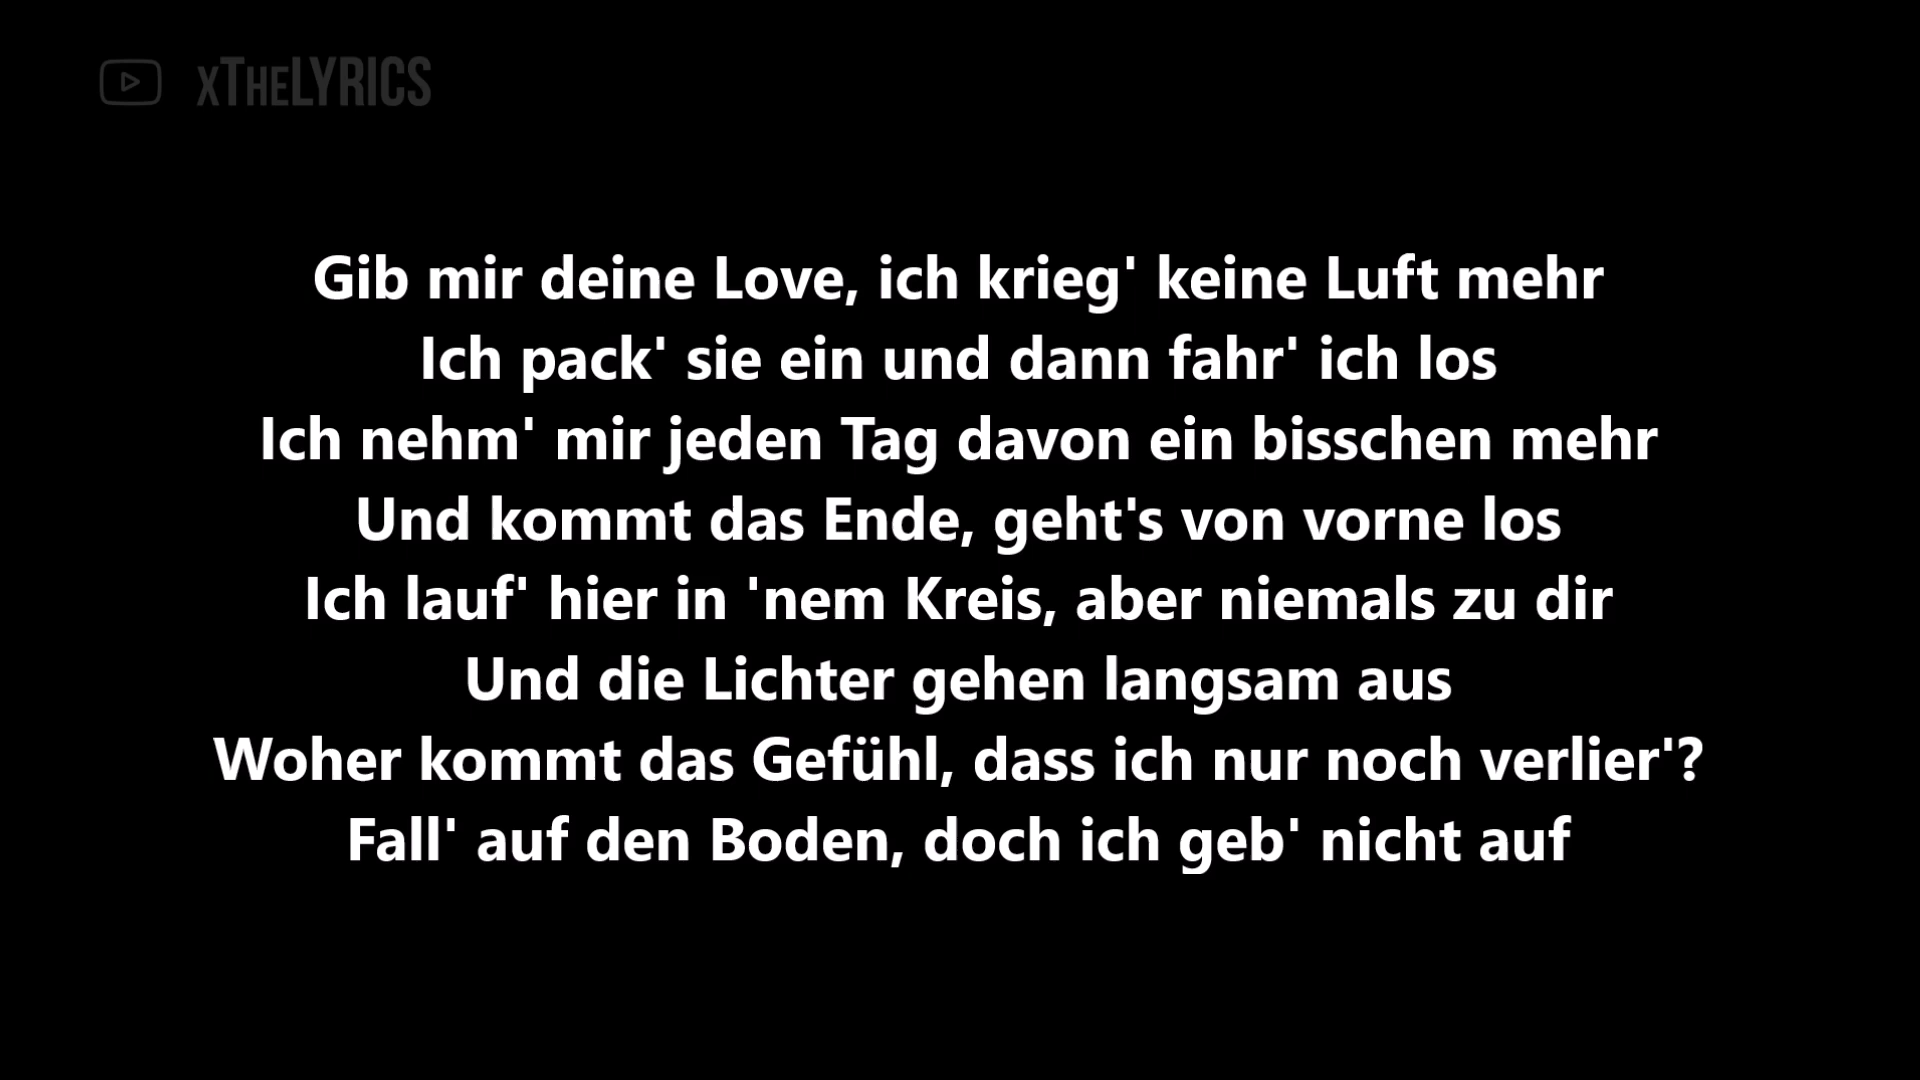 xTheLYRICS
Gib mir deine Love, ich krieg' keine Luft mehr
Ich pack' sie ein und dann fahr' ich los
Ich nehm' mir jeden Tag davon ein bisschen mehr
Und kommt das Ende, geht's von vorne los
Ich lauf' hier in 'nem Kreis, aber niemals zu dir
Und die Lichter gehen langsam aus
Woher kommt das Gefühl, dass ich nur noch verlier'?
Fall' auf den Boden, doch ich geb' nicht auf